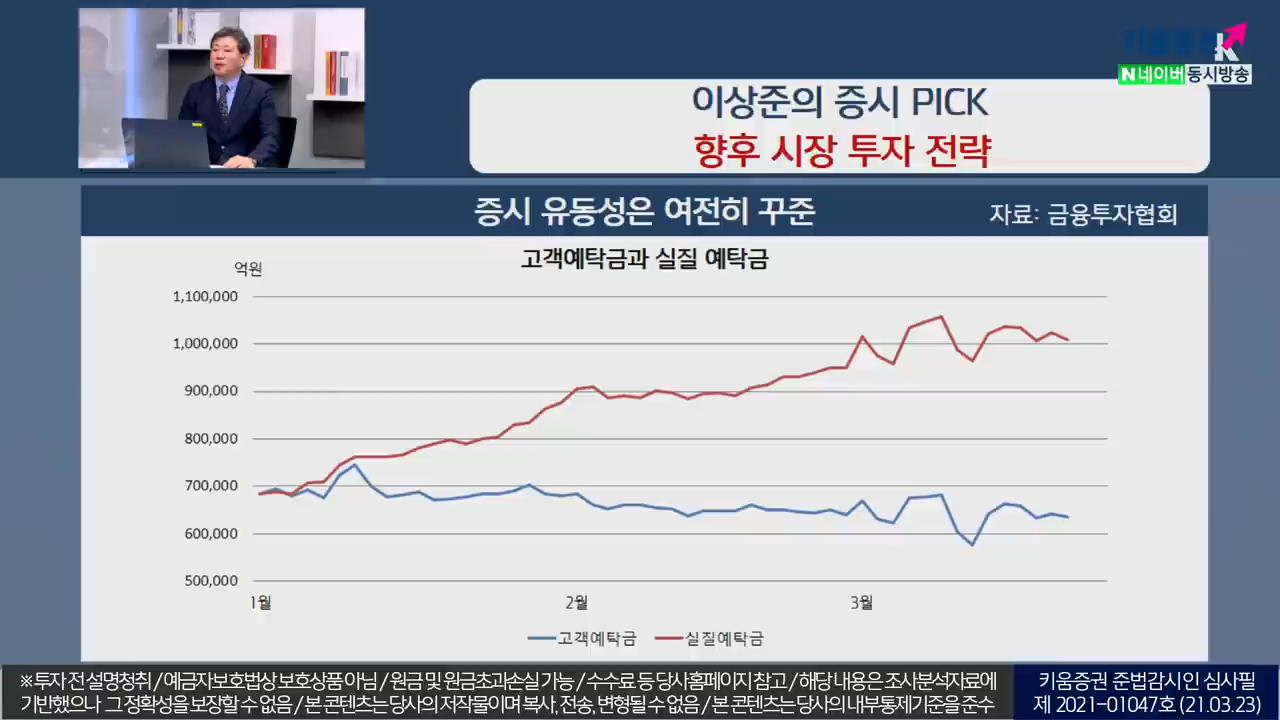 키움증권
N 네이버 동시방송
이상준의 증시 PICK
향후 시장 투자 전략
증시 유동성은 여전히 꾸준
자료: 금융투자협회
고객예탁금과 실질 예탁금
억원
1,100,000
1,000,000
900,000
800,000
700,000
600,000
500,000
1월
2월
3월
고객예탁금
실질예탁금
※ 투자 전 설명청취 / 예금자보호법상 보호상품 아님 / 원금 및 원금초과손실 가능 / 수수료 등 당사홈페이지 참고 / 해당 내용은 조사분석자료에
기반했으나 그 정확성을 보장할 수 없음 / 본 콘텐츠는 당사의 저작물이며 복사, 전송, 변형될 수 없음 / 본 콘텐츠는 당사의 내부통제기준을 준수
키움증권 준법감시인 심사필
제 2021-01047호 (21.03.23)